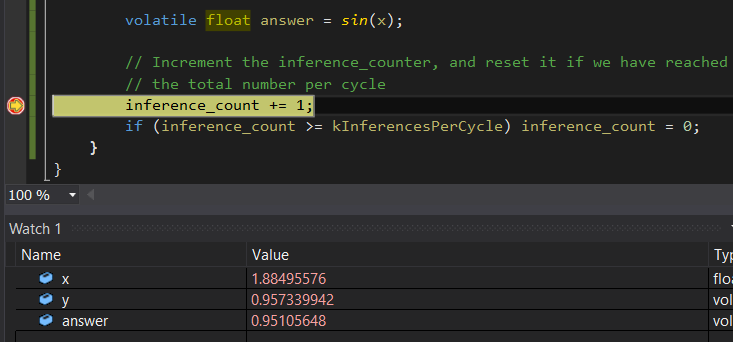 volatile float answer = sin(x);
// Increment the inference_counter, and reset it if we have reached
// the total number per cycle
inference_count += 1;
if (inference_count >= kInferencesPerCycle) inference_count = 0;
}
}
100 %
Watch 1
Name Value Typ
x 1.88495576 floa
y 0.957339942 vol
answer 0.95105648 vol